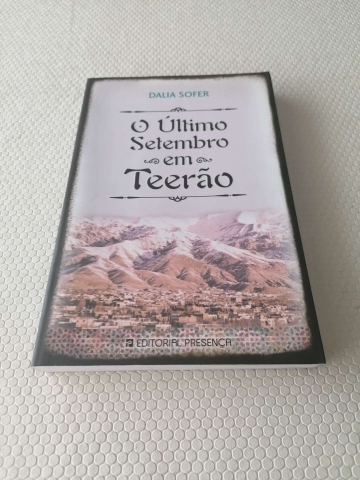 DALIA SOFER
O Último
Setembro
em
Teerão
EDITORIAL PRESENÇA